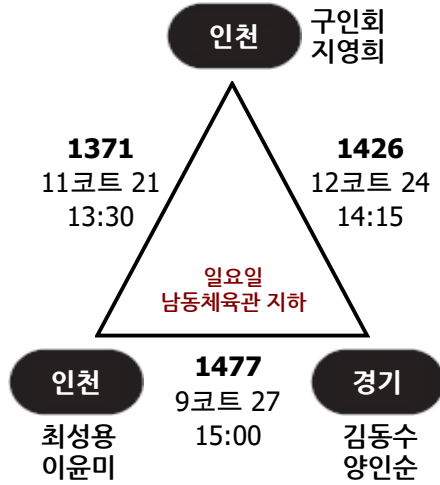 인천
구인회
지영희
1371
11코트 21
13:30
1426
12코트 24
14:15
일요일
남동체육관 지하
인천
최성용
이윤미
1477
9코트 27
15:00
경기
김동수
양인순